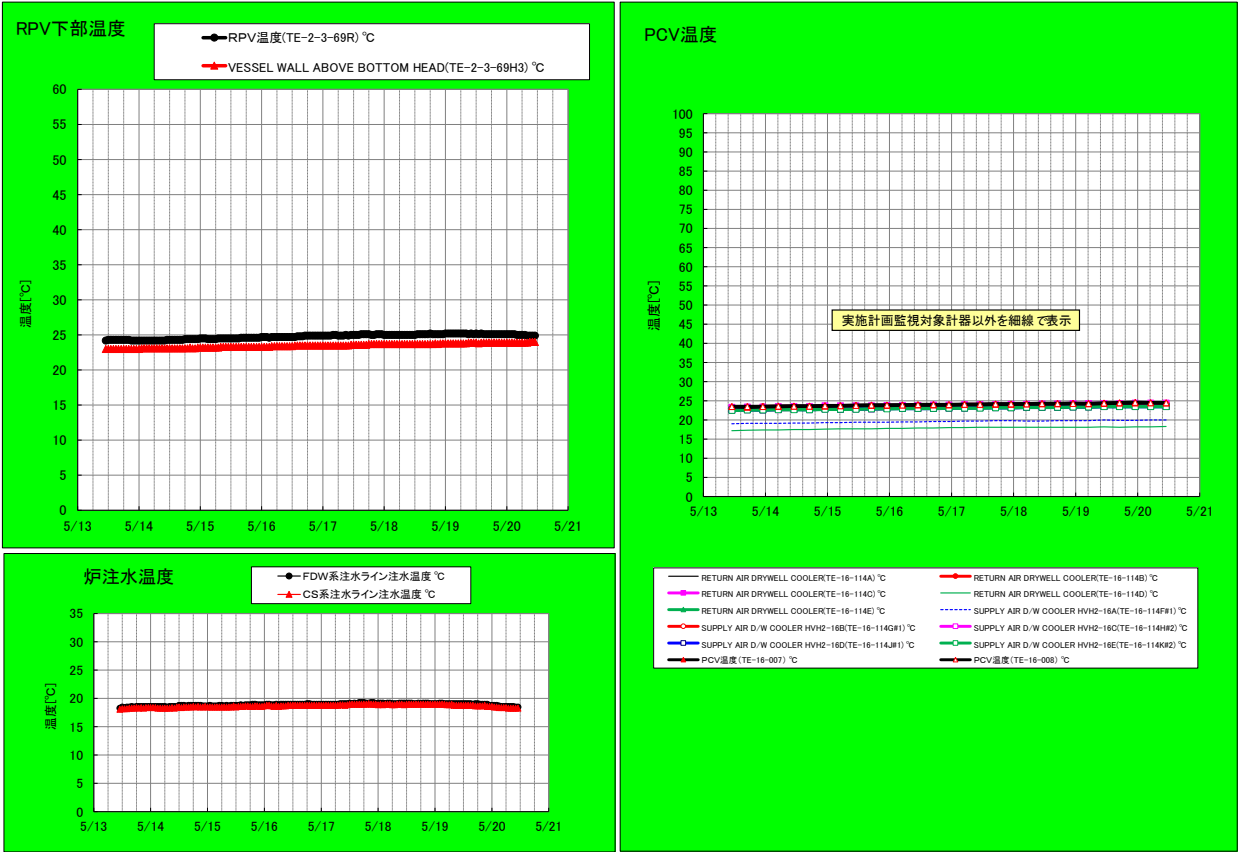 RPV下部温度
RPV温度(TE-2-3-69R) ℃
VESSEL WALL ABOVE BOTTOM HEAD(TE-2-3-69H3) ℃
60
55
50
45
40
35
30
25
20
15
10
5
0
温度[℃]
5/13 5/14 5/15 5/16 5/17 5/18 5/19 5/20 5/21
炉注水温度
FDW系注水ライン注水温度 ℃
CS系注水ライン注水温度 ℃
35
30
25
20
15
10
5
0
温度[℃]
5/13 5/14 5/15 5/16 5/17 5/18 5/19 5/20 5/21
PCV温度
100
95
90
85
80
75
70
65
60
55
50
45
40
35
30
25
20
15
10
5
0
温度[℃]
実施計画監視対象計器以外を細線で表示
5/13 5/14 5/15 5/16 5/17 5/18 5/19 5/20 5/21
RETURN AIR DRYWELL COOLER(TE-16-114A) ℃ RETURN AIR DRYWELL COOLER(TE-16-114B) ℃
RETURN AIR DRYWELL COOLER(TE-16-114C) ℃ RETURN AIR DRYWELL COOLER(TE-16-114D) ℃
RETURN AIR DRYWELL COOLER(TE-16-114E) ℃ SUPPLY AIR D/W COOLER HVH2-16A(TE-16-114F#1) ℃
SUPPLY AIR D/W COOLER HVH2-16B(TE-16-114G#1) ℃ SUPPLY AIR D/W COOLER HVH2-16C(TE-16-114H#2) ℃
SUPPLY AIR D/W COOLER HVH2-16D(TE-16-114J#1) ℃ SUPPLY AIR D/W COOLER HVH2-16E(TE-16-114K#2) ℃
PCV温度(TE-16-007) ℃ PCV温度(TE-16-008) ℃